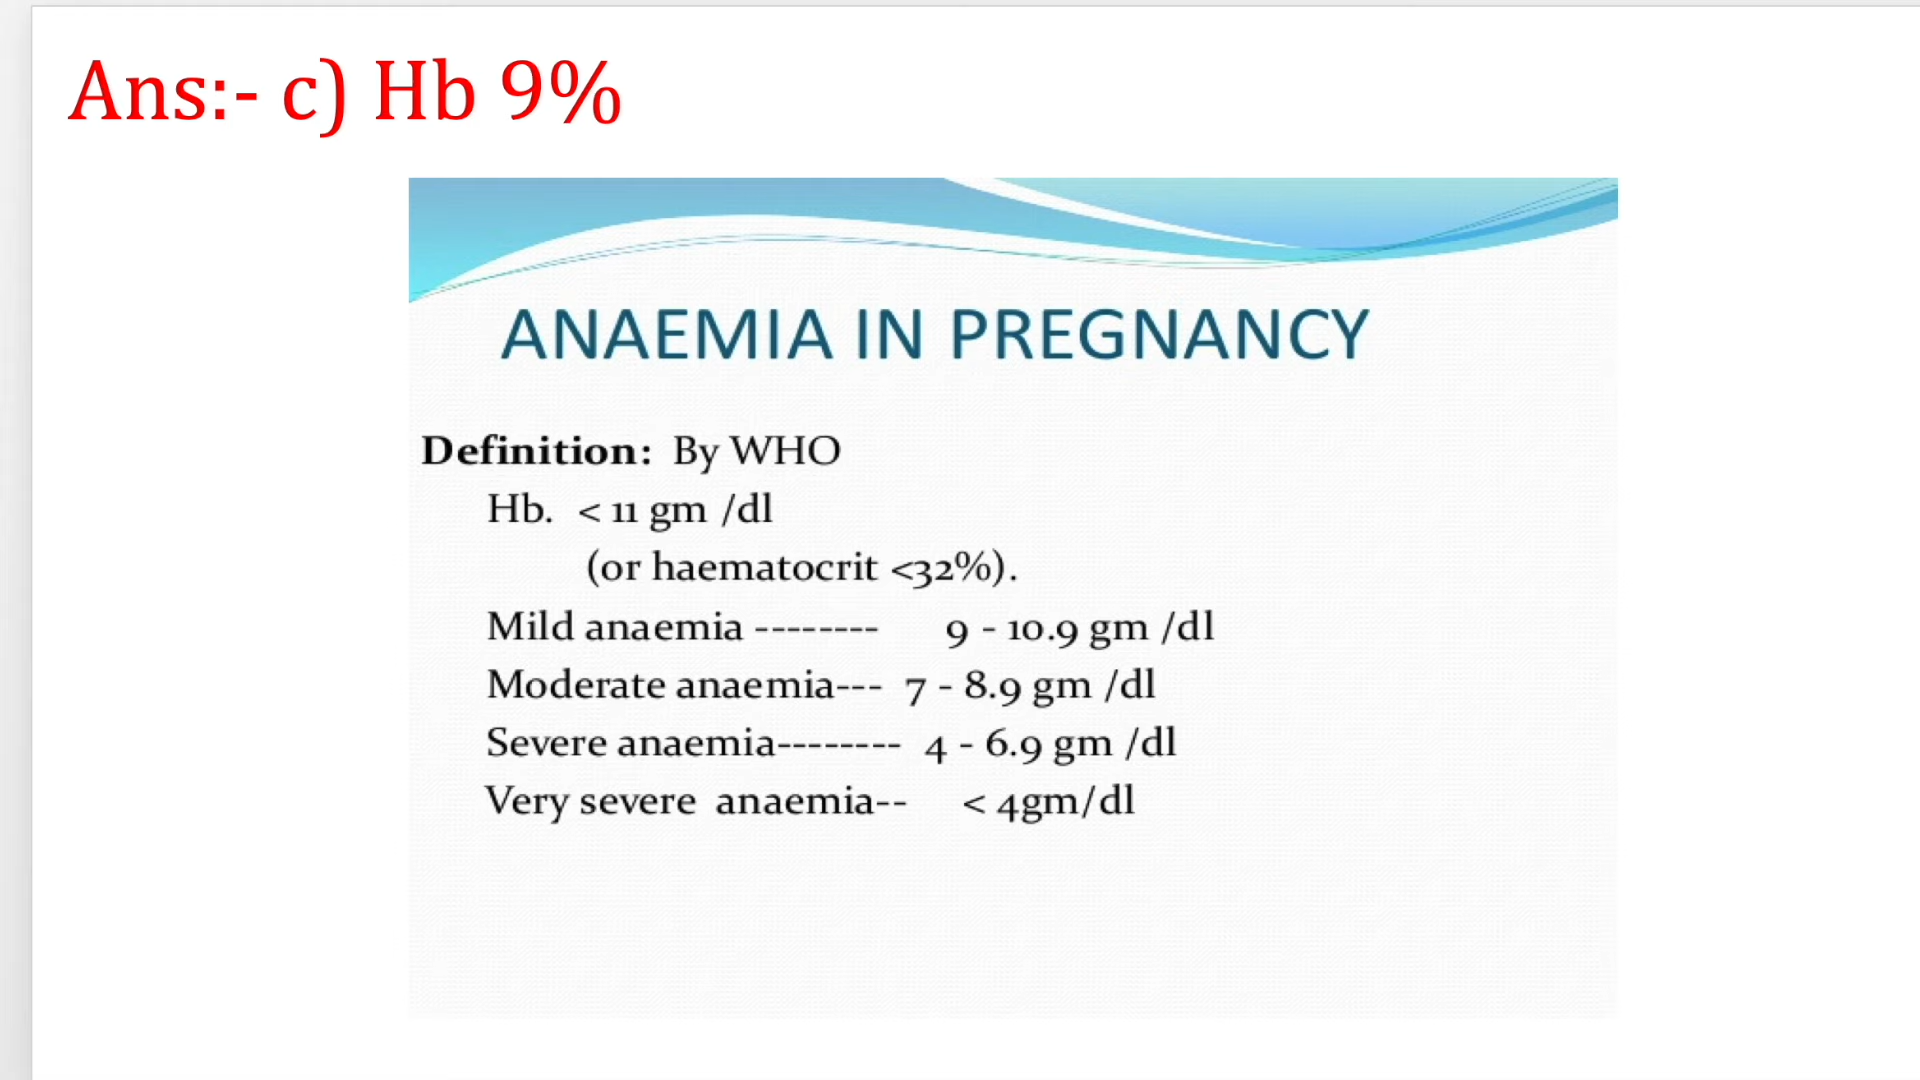 Ans:- c) Hb 9%
ANAEMIA IN PREGNANCY
Definition: By WHO
Hb. < 11 gm /dl
(or haematocrit <32%).
Mild anaemia -------- 9 - 10.9 gm /dl
Moderate anaemia--- 7 - 8.9 gm /dl
Severe anaemia-------- 4 - 6.9 gm /dl
Very severe anaemia-- < 4gm/dl